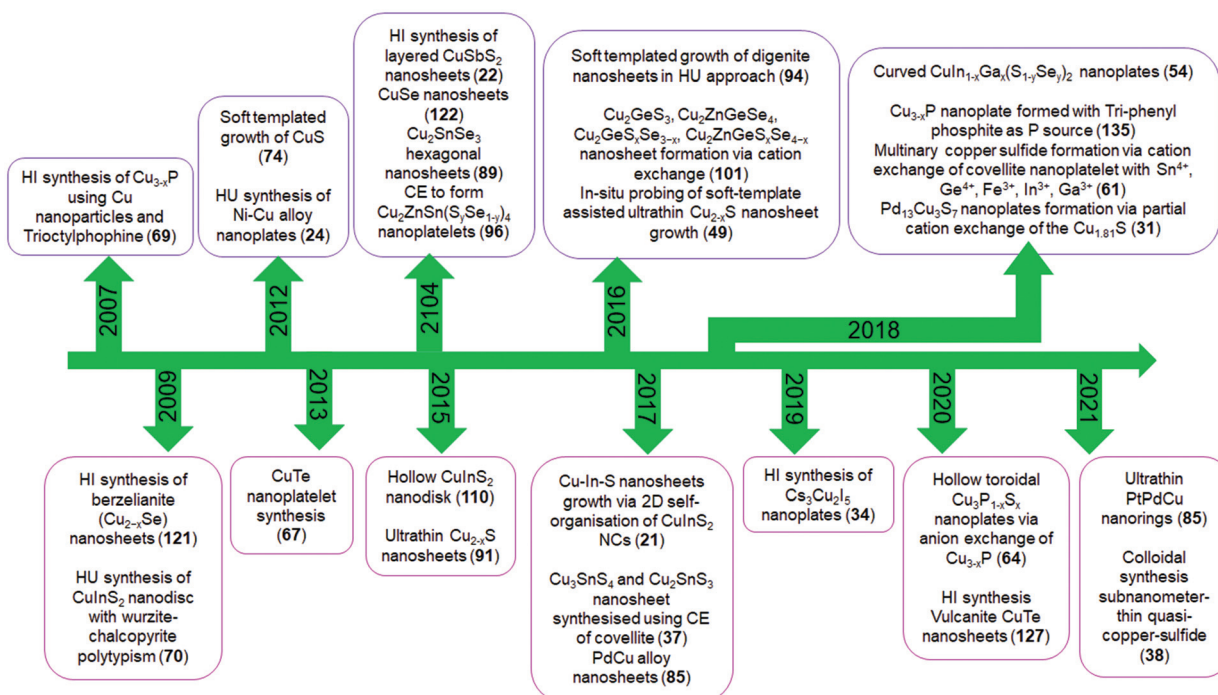 HI synthesis of Cu₃₋ₓP
using Cu
nanoparticles and
Trioctylphophine (69)
Soft templated
growth of CuS
(74)
HU synthesis of
Ni-Cu alloy
nanoplates (24)
HI synthesis of
layered CuSbS₂
nanosheets (22)
CuSe nanosheets
(122)
Cu₂SnSe₃
hexagonal
nanosheets (89)
CE to form
Cu₂ZnSn(SᵧSe₁₋ᵧ)₄
nanoplatelets (96)
Soft templated growth of digenite
nanosheets in HU approach (94)
Cu₂GeS₃, Cu₂ZnGeSe₄,
Cu₂GeSₓSe₃₋ₓ, Cu₂ZnGeSₓSe₄₋ₓ
nanosheet formation via cation
exchange (101)
In-situ probing of soft-template
assisted ultrathin Cu₂₋ₓS nanosheet
growth (49)
Curved CuIn₁₋ₓGaₓ(S₁₋ᵧSeᵧ)₂ nanoplates (54)
Cu₃₋ₓP nanoplate formed with Tri-phenyl
phosphite as P source (135)
Multinary copper sulfide formation via cation
exchange of covellite nanoplatelet with Sn⁴⁺,
Ge⁴⁺, Fe³⁺, In³⁺, Ga³⁺ (61)
Pd₁₃Cu₃S₇ nanoplates formation via partial
cation exchange of the Cu₁.₈₁S (31)
2007
2012
2104
2016
2018
2009
2013
2015
2017
2019
2020
2021
HI synthesis of
berzelianite
(Cu₂₋ₓSe)
nanosheets (121)
HU synthesis of
CuInS₂ nanodisc
with wurzite-
chalcopyrite
polytypism (70)
CuTe
nanoplatelet
synthesis
(67)
Hollow CuInS₂
nanodisk (110)
Ultrathin Cu₂₋ₓS
nanosheets (91)
Cu-In-S nanosheets
growth via 2D self-
organisation of CuInS₂
NCs (21)
Cu₃SnS₄ and Cu₂SnS₃
nanosheet
synthesised using CE
of covellite (37)
PdCu alloy
nanosheets (85)
HI synthesis of
Cs₃Cu₂I₅
nanoplates (34)
Hollow toroidal
Cu₃P₁₋ₓSₓ
nanoplates via
anion exchange of
Cu₃₋ₓP (64)
HI synthesis
Vulcanite CuTe
nanosheets (127)
Ultrathin
PtPdCu
nanorings (85)
Colloidal
synthesis
subnanometer-
thin quasi-
copper-sulfide
(38)